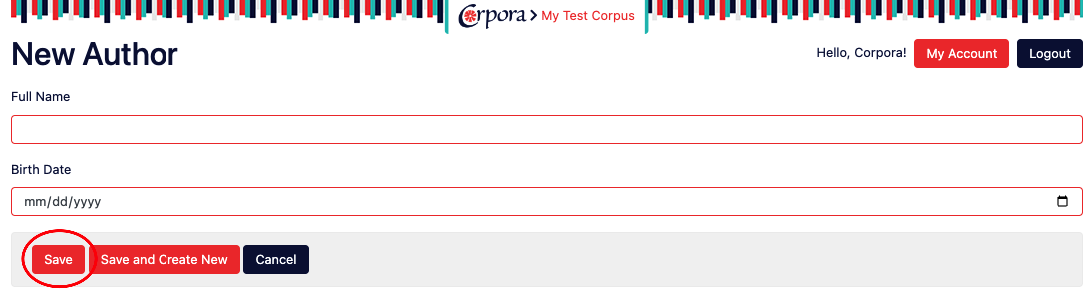 Corpora > My Test Corpus
New Author
Hello, Corpora! My Account Logout
Full Name
Birth Date
mm/dd/yyyy
Save Save and Create New Cancel